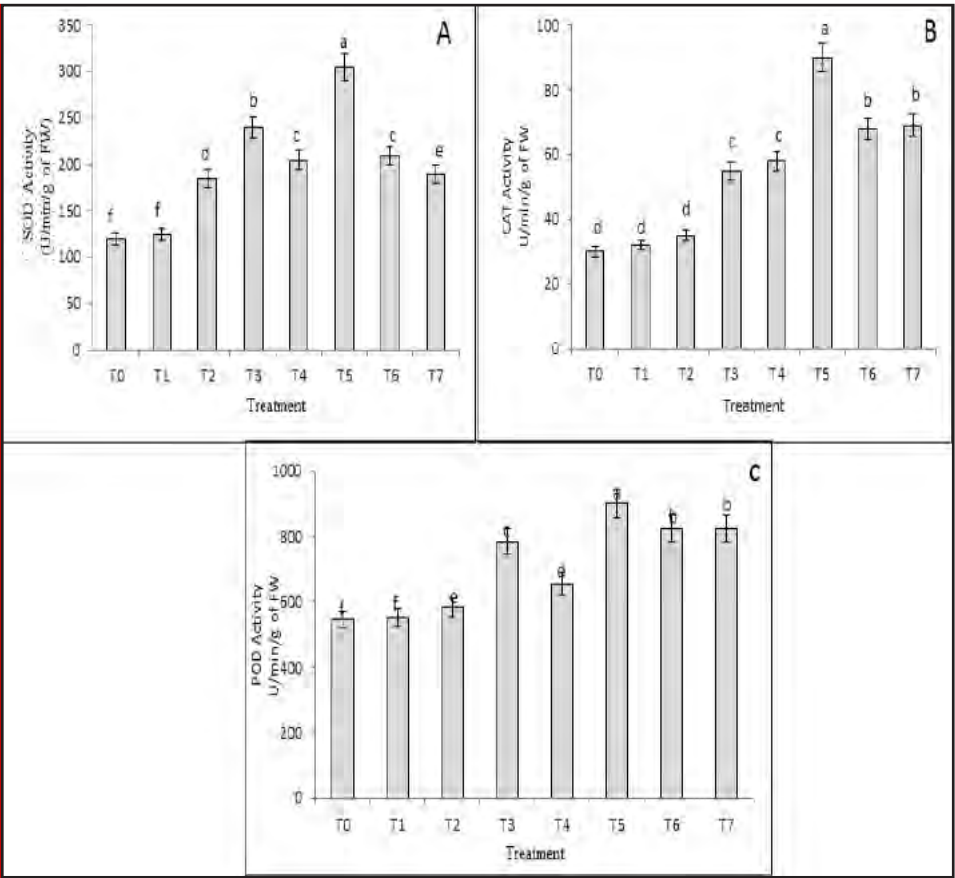 A
350
300
250
200
150
100
50
0
SOD Activity
(U/min/g of FW)
f
f
d
b
c
a
c
e
T0 T1 T2 T3 T4 T5 T6 T7
Treatment
B
100
80
60
40
20
0
CAT Activity
U/min/g of FW
d
d
d
c
c
a
b
b
T0 T1 T2 T3 T4 T5 T6 T7
Treatment
C
1000
800
600
400
200
0
POD Activity
U/min/g of FW
f
f
e
c
a
b
b
T0 T1 T2 T3 T4 T5 T6 T7
Treatment